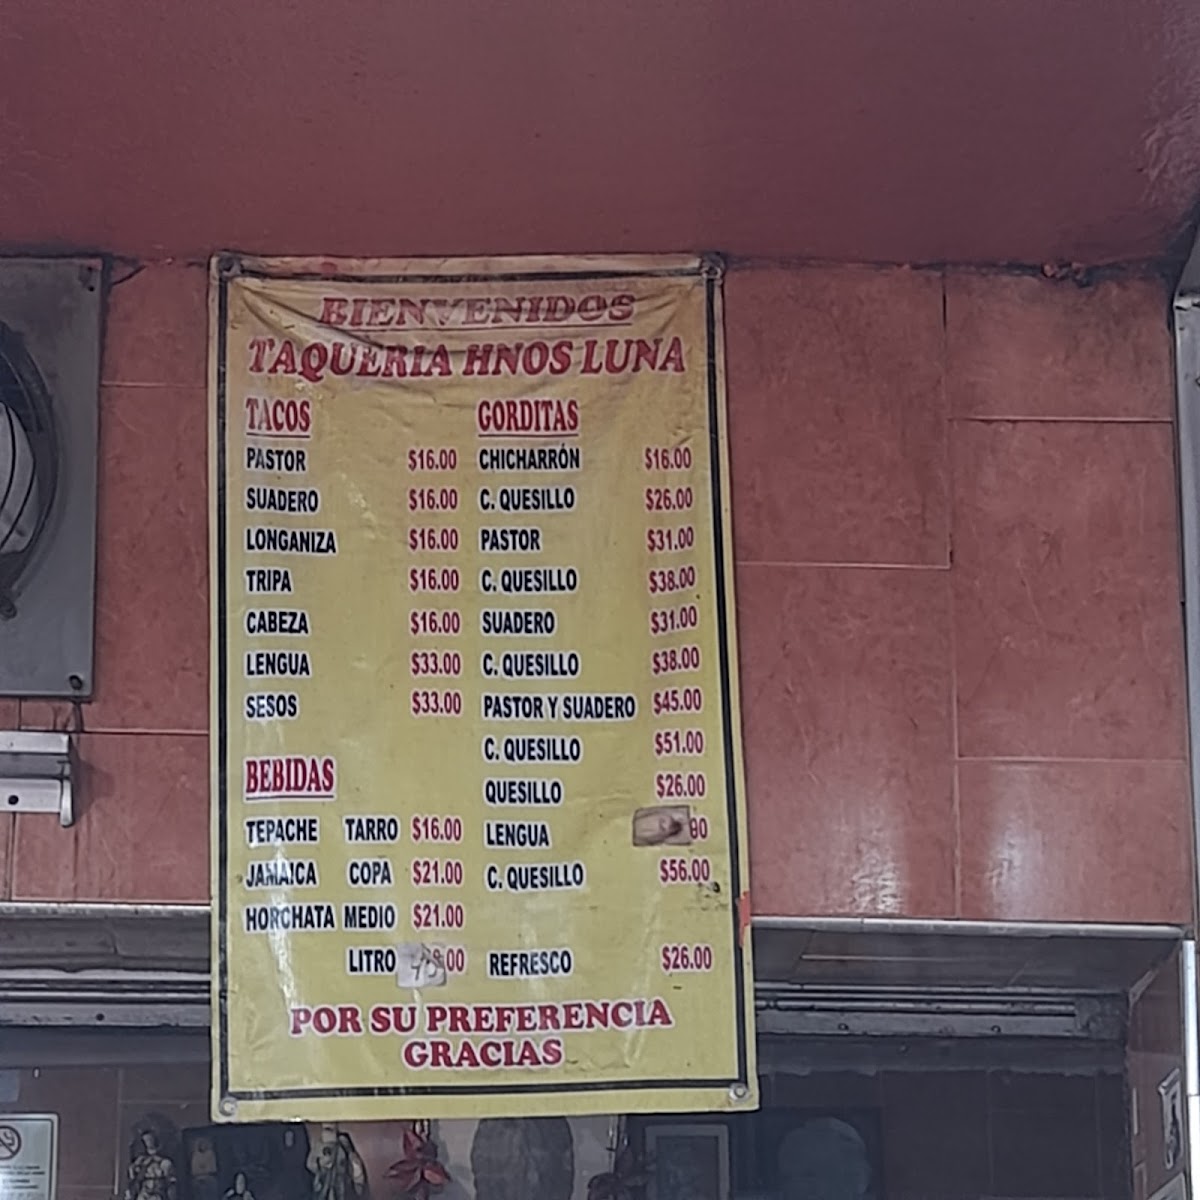 BIENVENIDOS
TAQUERIA HNOS LUNA
TACOS
PASTOR $16.00
SUADERO $16.00
LONGANIZA $16.00
TRIPA $16.00
CABEZA $16.00
LENGUA $33.00
SESOS $33.00
BEBIDAS
TEPACHE TARRO $16.00
JAMAICA COPA $21.00
HORCHATA MEDIO $21.00
LITRO
GORDITAS
CHICHARRÓN $16.00
C. QUESILLO $26.00
PASTOR $31.00
C. QUESILLO $38.00
SUADERO $31.00
C. QUESILLO $38.00
PASTOR Y SUADERO $45.00
C. QUESILLO $51.00
QUESILLO $26.00
LENGUA
C. QUESILLO $56.00
REFRESCO $26.00
POR SU PREFERENCIA
GRACIAS